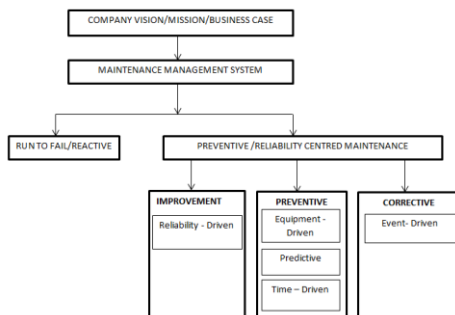 COMPANY VISION/MISSION/BUSINESS CASE
MAINTENANCE MANAGEMENT SYSTEM
RUN TO FAIL/REACTIVE
PREVENTIVE /RELIABILITY CENTRED MAINTENANCE
IMPROVEMENT
Reliability - Driven
PREVENTIVE
Equipment -
Driven
Predictive
Time – Driven
CORRECTIVE
Event- Driven